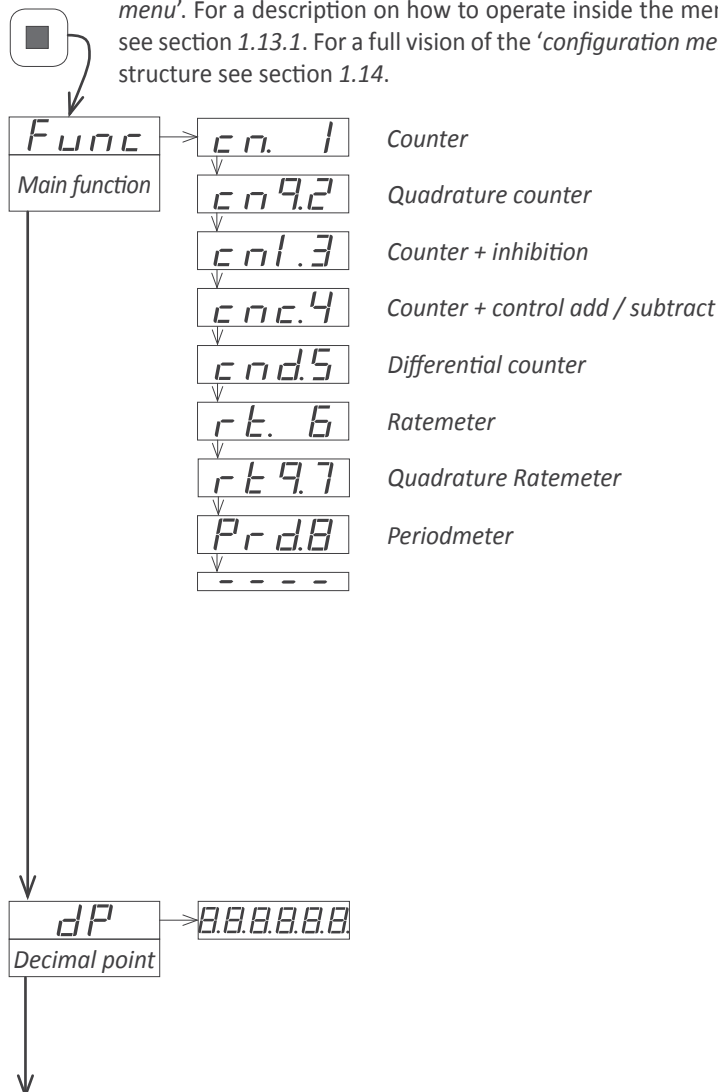 menu'. For a description on how to operate inside the
see section 1.13.1. For a full vision of the 'configuration
structure see section 1.14.
Func
Main function
cn. 1 Counter
cnq.2 Quadrature counter
cnI.3 Counter + inhibition
cnc.4 Counter + control add / subtract
cnd.5 Differential counter
rt. 6 Ratemeter
rtq.7 Quadrature Ratemeter
Prd.8 Periodmeter
----
dP
Decimal point
8.8.8.8.8.8.